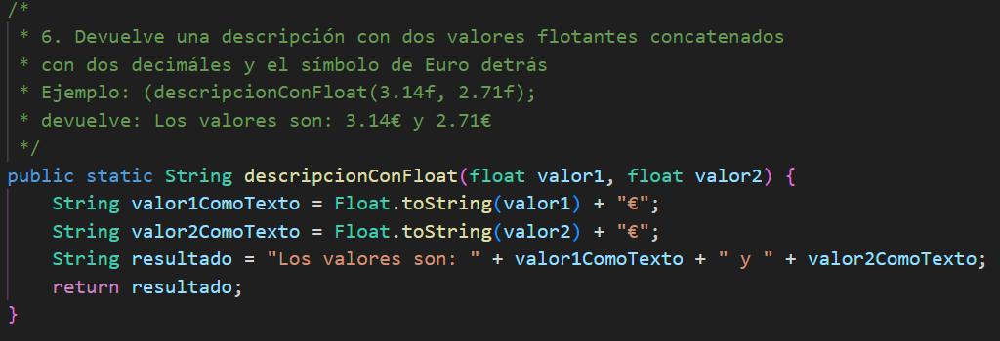 /*
 * 6. Devuelve una descripción con dos valores flotantes concatenados
 * con dos decimáles y el símbolo de Euro detrás
 * Ejemplo: (descripcionConFloat(3.14f, 2.71f);
 * devuelve: Los valores son: 3.14€ y 2.71€
 */
public static String descripcionConFloat(float valor1, float valor2) {
    String valor1ComoTexto = Float.toString(valor1) + "€";
    String valor2ComoTexto = Float.toString(valor2) + "€";
    String resultado = "Los valores son: " + valor1ComoTexto + " y " + valor2ComoTexto;
    return resultado;
}